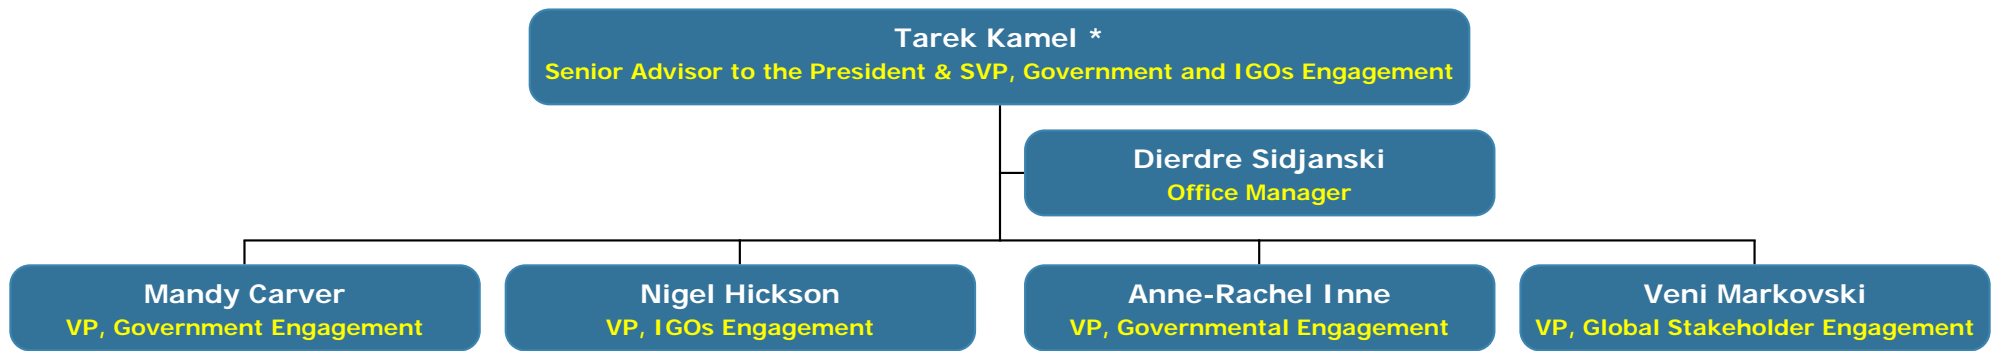 Tarek Kamel *
Senior Advisor to the President & SVP, Government and IGOs Engagement
Dierdre Sidjanski
Office Manager
Mandy Carver
VP, Government Engagement
Nigel Hickson
VP, IGOs Engagement
Anne-Rachel Inne
VP, Governmental Engagement
Veni Markovski
VP, Global Stakeholder Engagement